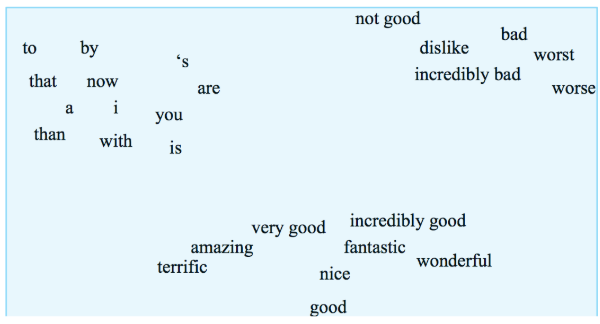 not good
bad
to by dislike
's worst
that now incredibly bad
are worse
a i you
than with is
very good incredibly good
amazing fantastic
terrific nice wonderful
good